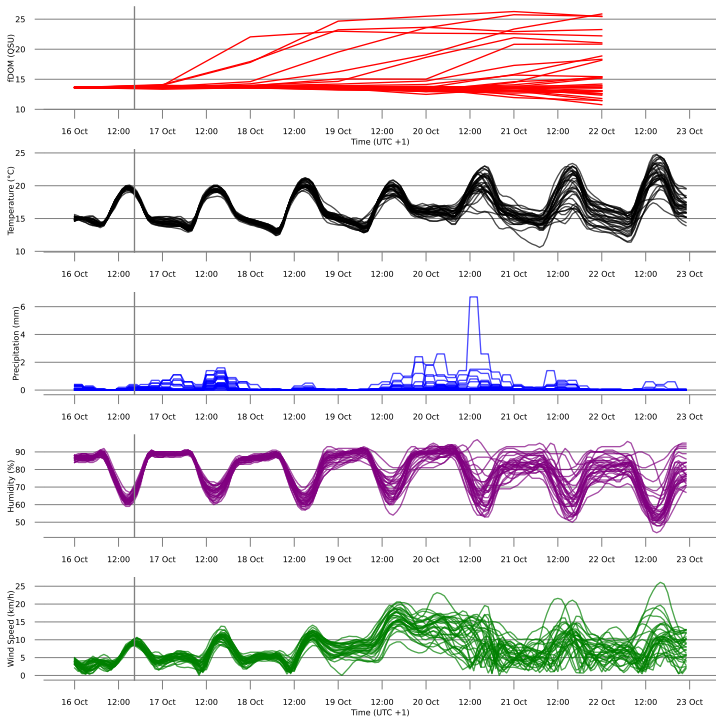 fDOM (QSU)
25
20
15
10
16 Oct 12:00 17 Oct 12:00 18 Oct 12:00 19 Oct 12:00 20 Oct 12:00 21 Oct 12:00 22 Oct 12:00 23 Oct
Time (UTC +1)
Temperature (°C)
25
20
15
10
16 Oct 12:00 17 Oct 12:00 18 Oct 12:00 19 Oct 12:00 20 Oct 12:00 21 Oct 12:00 22 Oct 12:00 23 Oct
Precipitation (mm)
6
4
2
0
16 Oct 12:00 17 Oct 12:00 18 Oct 12:00 19 Oct 12:00 20 Oct 12:00 21 Oct 12:00 22 Oct 12:00 23 Oct
Humidity (%)
90
80
70
60
50
16 Oct 12:00 17 Oct 12:00 18 Oct 12:00 19 Oct 12:00 20 Oct 12:00 21 Oct 12:00 22 Oct 12:00 23 Oct
Wind Speed (km/h)
25
20
15
10
5
0
16 Oct 12:00 17 Oct 12:00 18 Oct 12:00 19 Oct 12:00 20 Oct 12:00 21 Oct 12:00 22 Oct 12:00 23 Oct
Time (UTC +1)